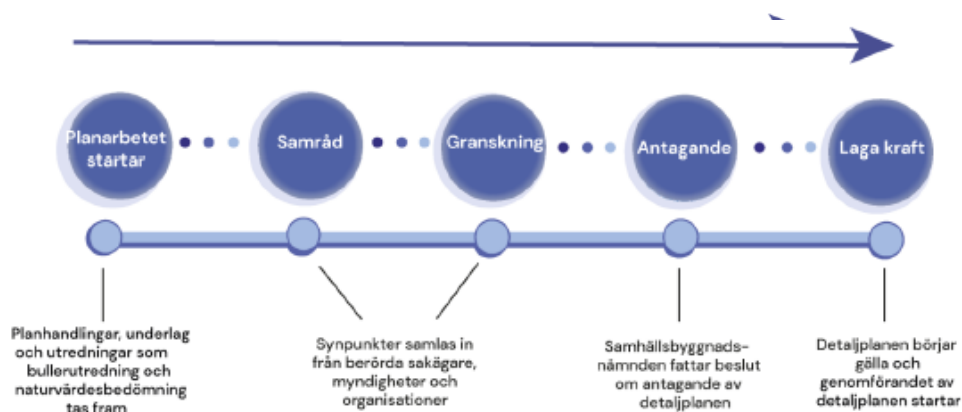 Planarbetet
startar
Samråd
Granskning
Antagande
Laga kraft
Planhandlingar, underlag
och utredningar som
bullerutredning och
naturvärdesbedömning
tas fram
Synpunkter samlas in
från berörda sakägare,
myndigheter och
organisationer
Samhällsbyggnads-
nämnden fattar beslut
om antagande av
detaljplanen
Detaljplanen börjar
gälla och
genomförandet av
detaljplanen startar